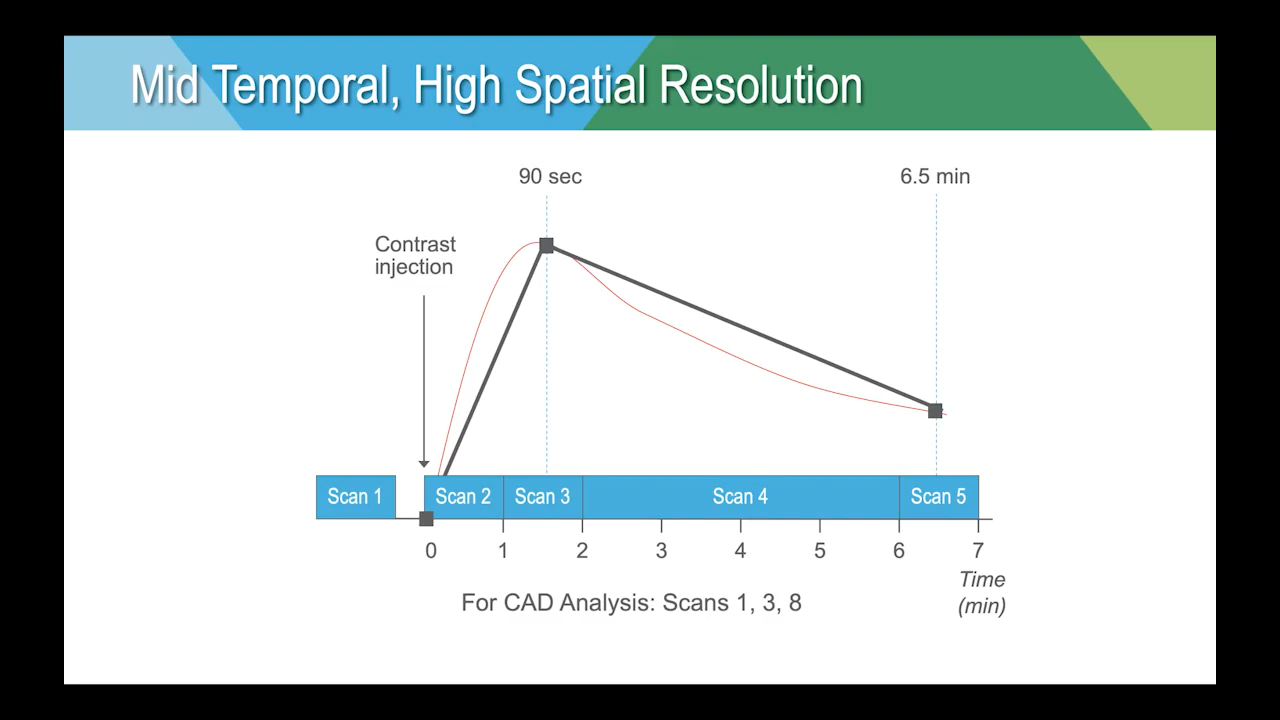 Mid Temporal, High Spatial Resolution
90 sec
6.5 min
Contrast
injection
Scan 1
Scan 2
Scan 3
Scan 4
Scan 5
0
1
2
3
4
5
6
7
Time
(min)
For CAD Analysis: Scans 1, 3, 8